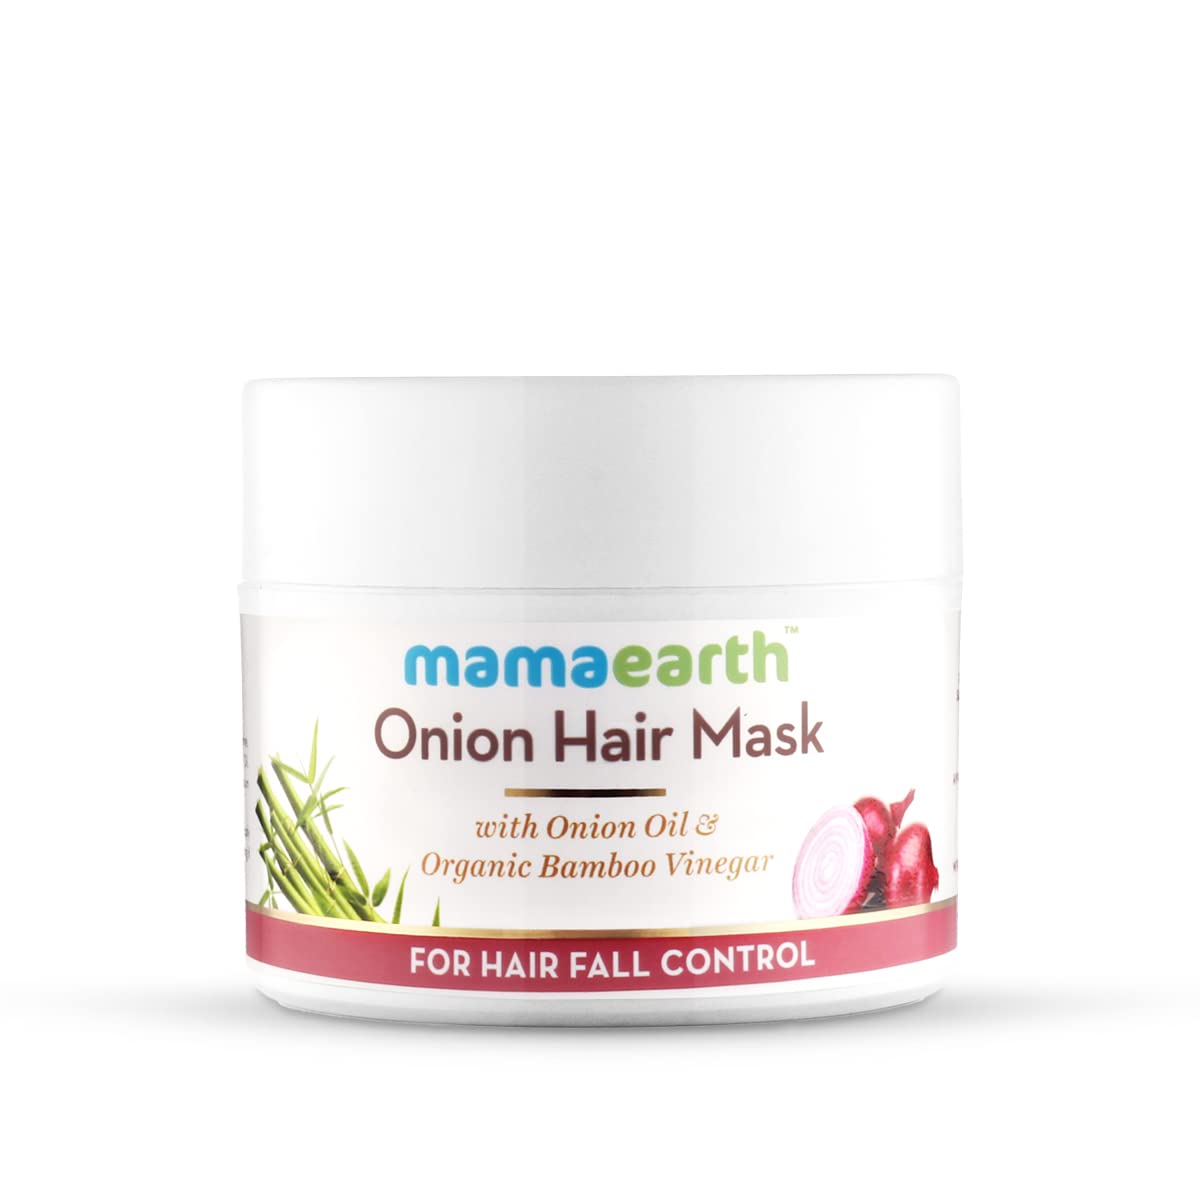 mamaearth™
Onion Hair Mask
with Onion Oil &
Organic Bamboo Vinegar
FOR HAIR FALL CONTROL